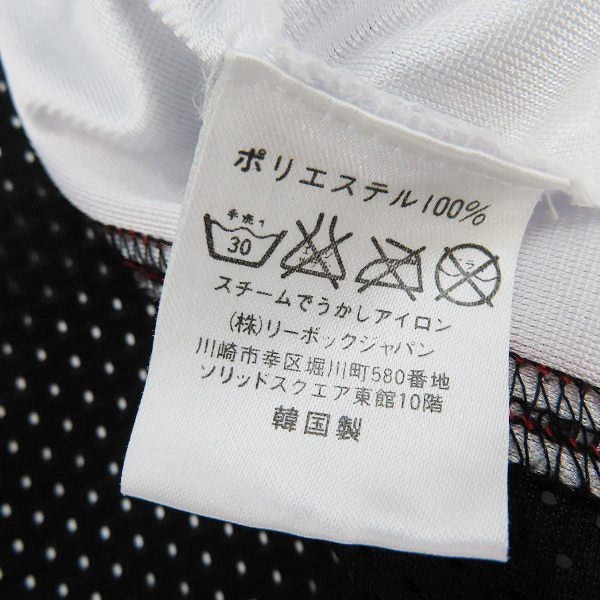 ポリエステル100%
手洗イ
30
ドライ
スチームでうかしアイロン
(株)リーボックジャパン
川崎市幸区堀川町580番地
ソリッドスクエア東館10階
韓国製